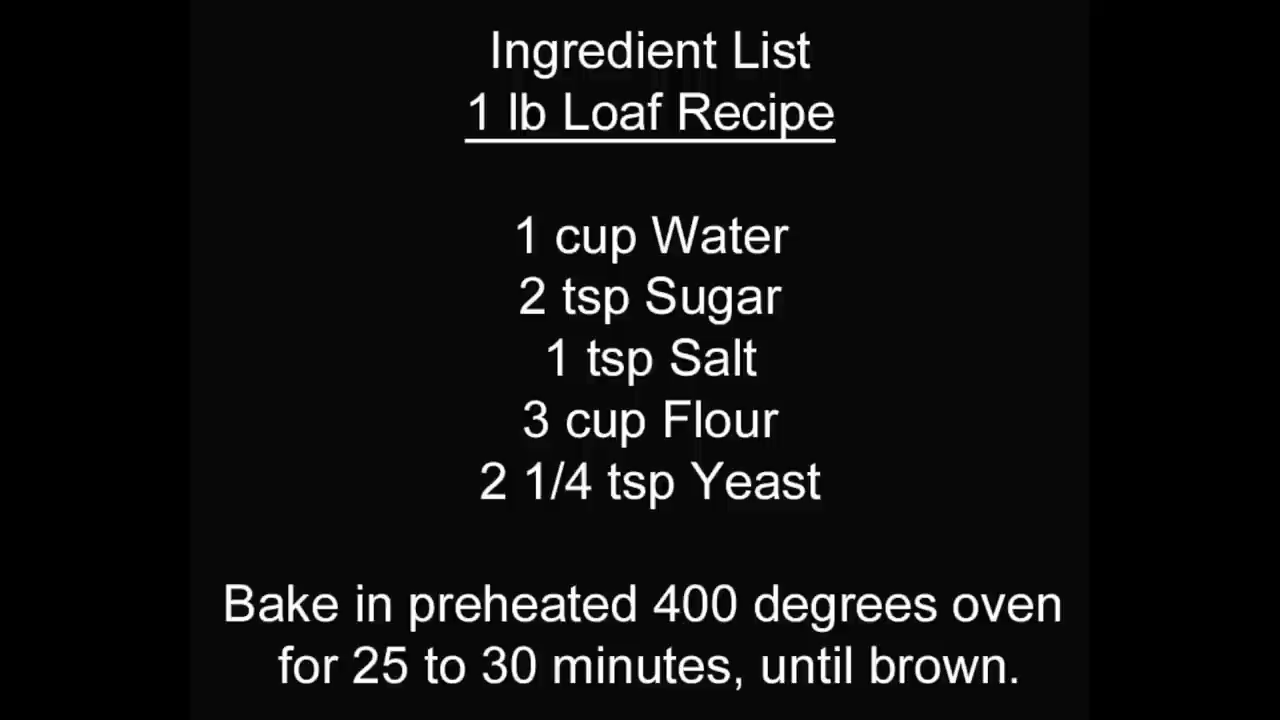 Ingredient List
1 lb Loaf Recipe
1 cup Water
2 tsp Sugar
1 tsp Salt
3 cup Flour
2 1/4 tsp Yeast
Bake in preheated 400 degrees oven
for 25 to 30 minutes, until brown.